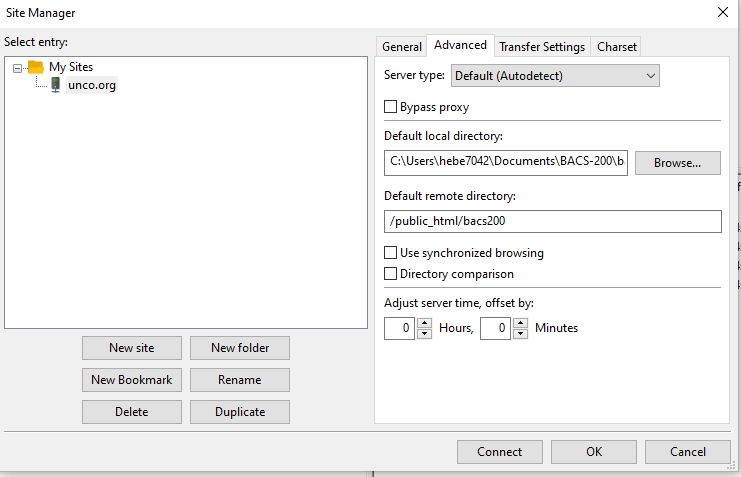 Site Manager
Select entry:
My Sites
unco.org
New site
New folder
New Bookmark
Rename
Delete
Duplicate
General
Advanced
Transfer Settings
Charset
Server type:
Default (Autodetect)
Bypass proxy
Default local directory:
C:\Users\hebe7042\Documents\BACS-200\b
Browse...
Default remote directory:
/public_html/bacs200
Use synchronized browsing
Directory comparison
Adjust server time, offset by:
0 Hours, 0 Minutes
Connect
OK
Cancel